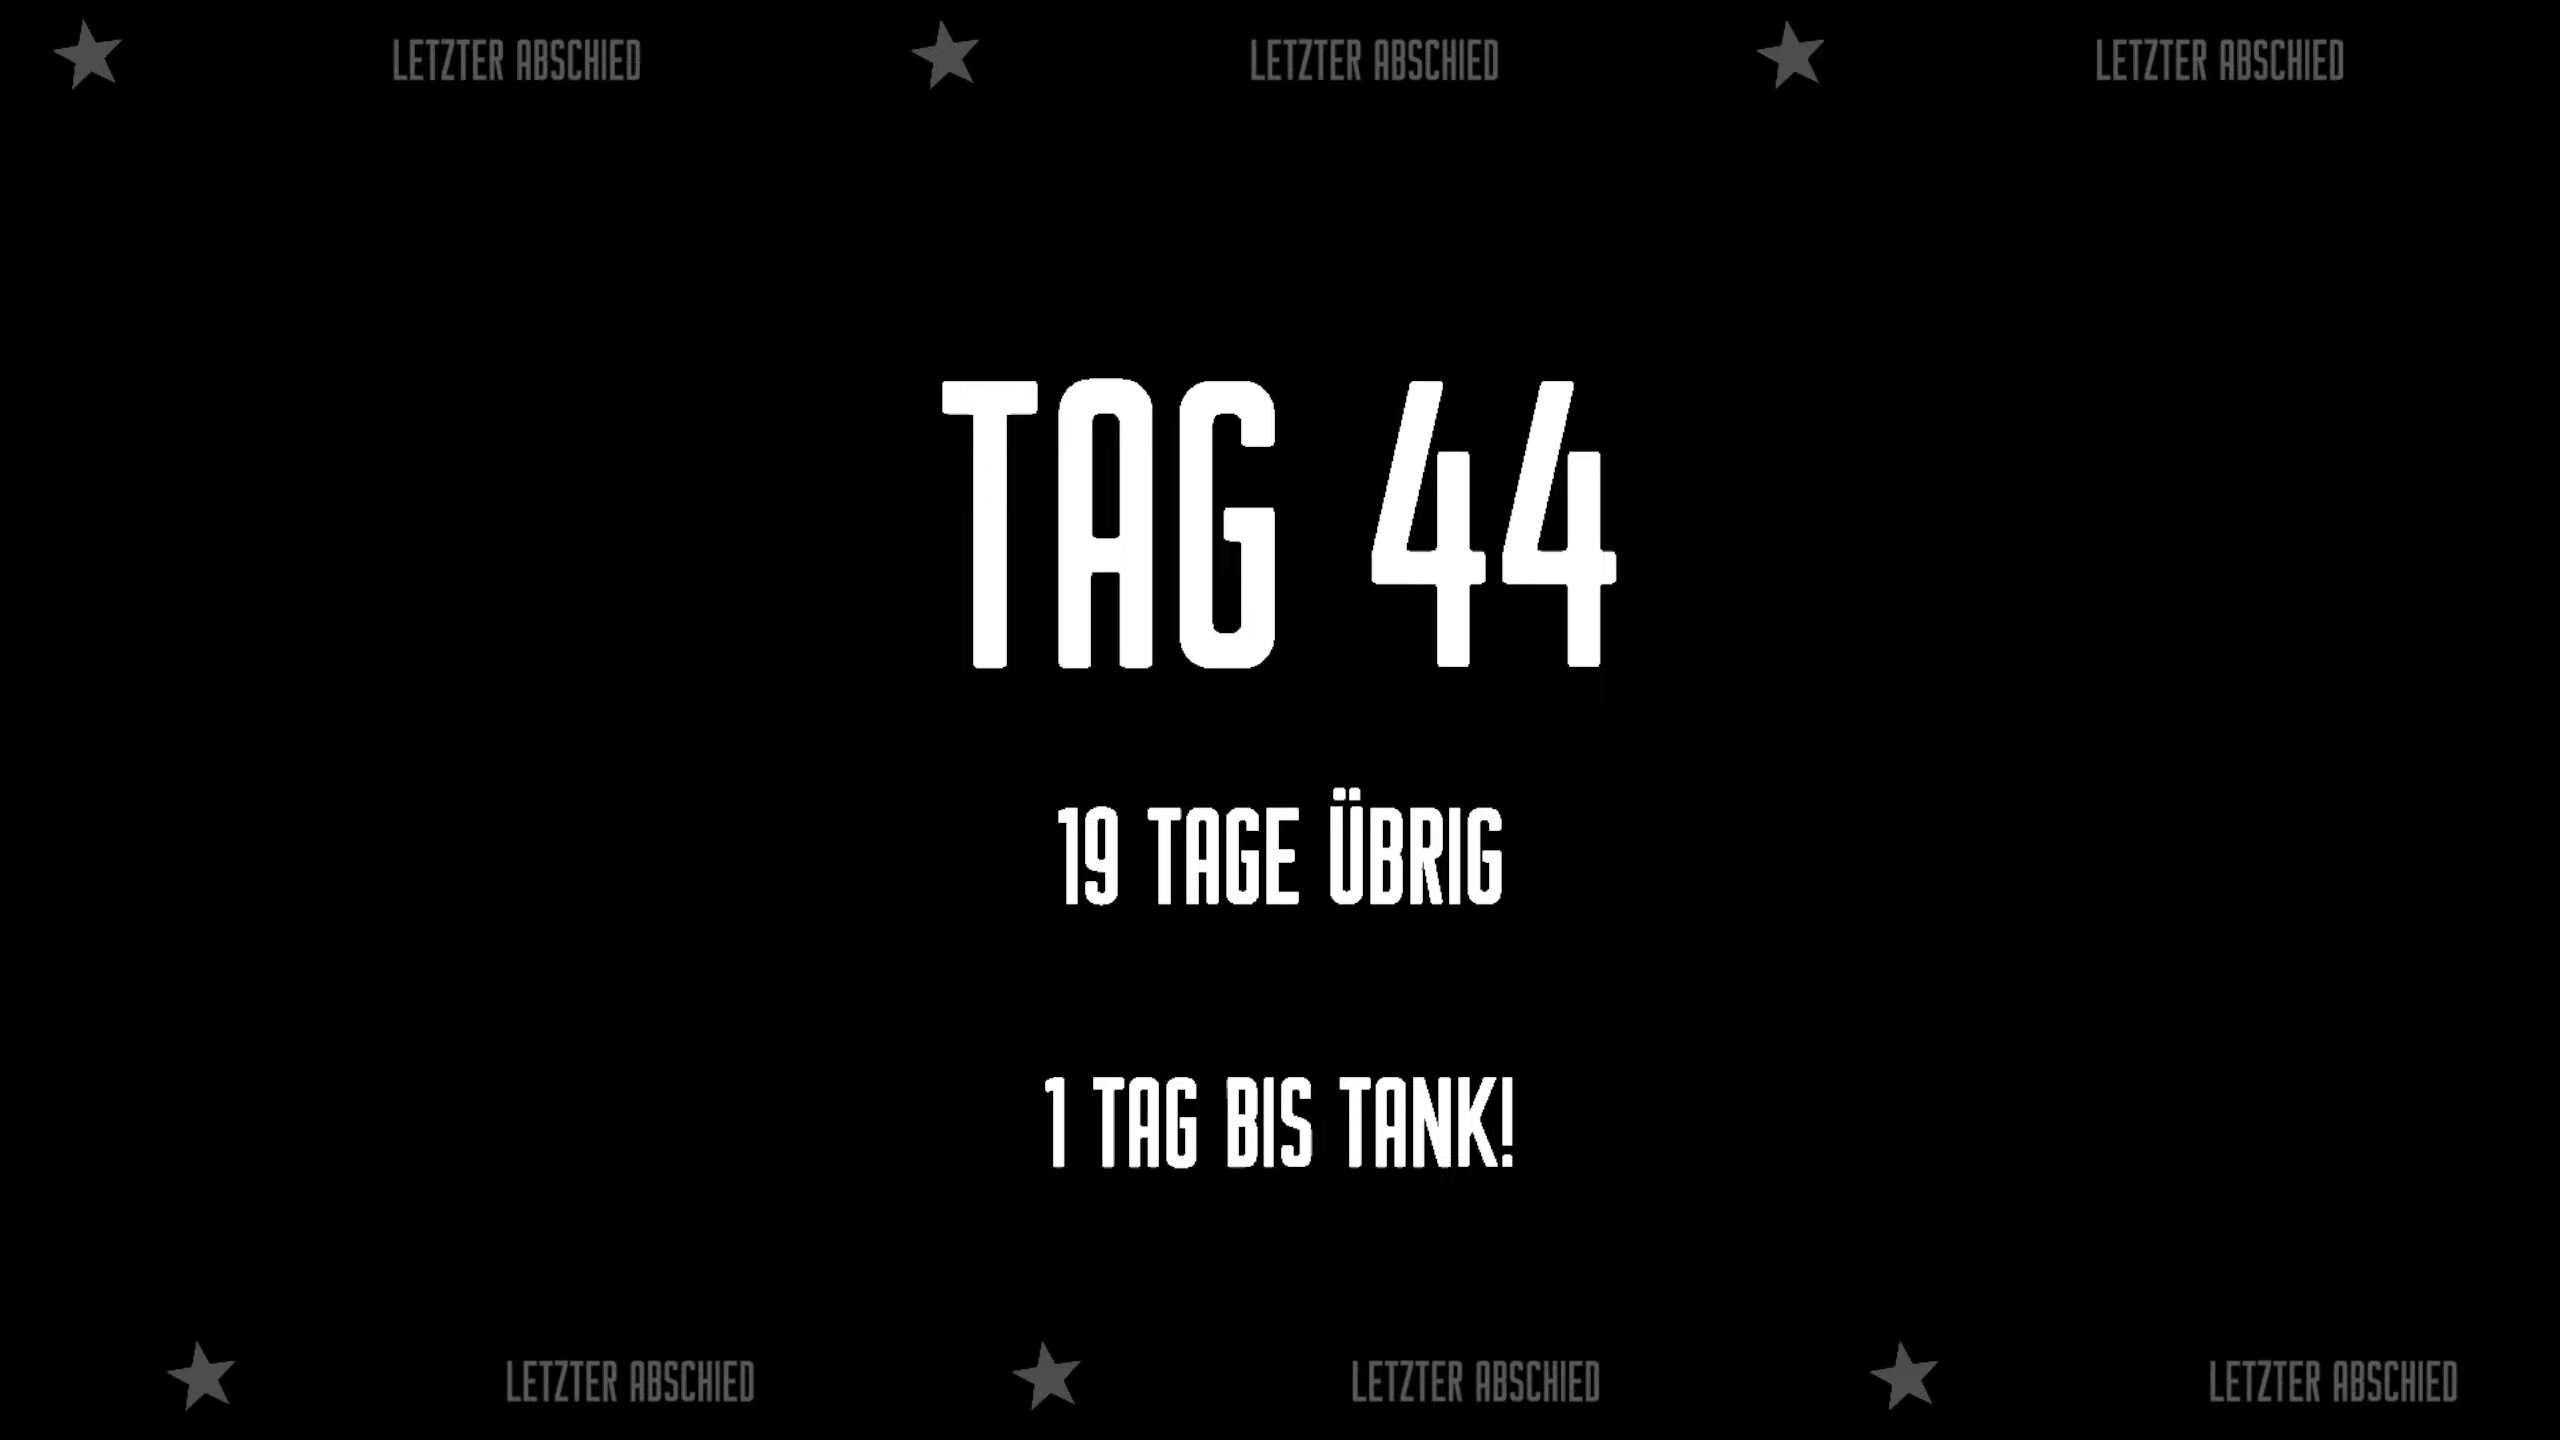 LETZTER ABSCHIED LETZTER ABSCHIED LETZTER ABSCHIED
TAG 44
19 TAGE ÜBRIG
1 TAG BIS TANK!
LETZTER ABSCHIED LETZTER ABSCHIED LETZTER ABSCHIED